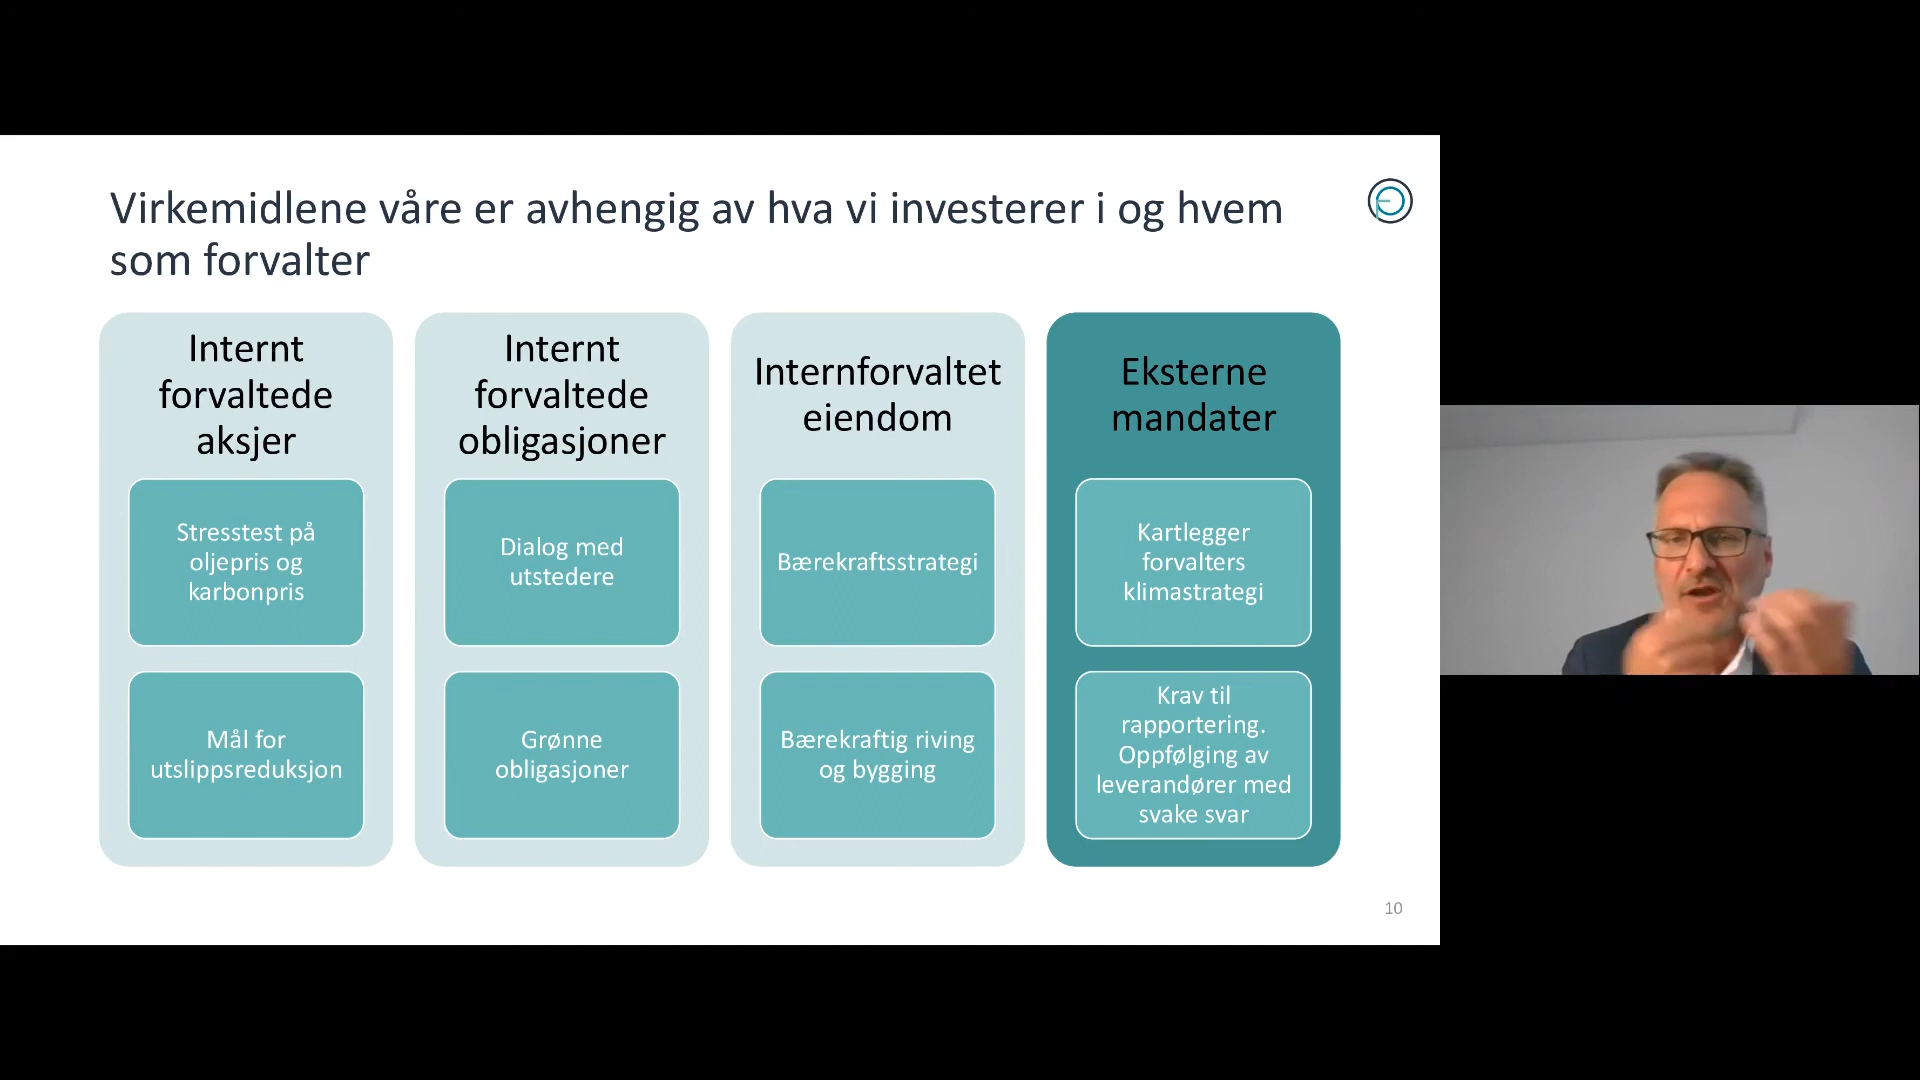 Virkemidlene våre er avhengig av hva vi investerer i og hvem
som forvalter
Internt
forvaltede
aksjer
Stresstest på
oljepris og
karbonpris
Mål for
utslippsreduksjon
Internt
forvaltede
obligasjoner
Dialog med
utstedere
Grønne
obligasjoner
Internforvaltet
eiendom
Bærekraftsstrategi
Bærekraftig riving
og bygging
Eksterne
mandater
Kartlegger
forvalters
klimastrategi
Krav til
rapportering.
Oppfølging av
leverandører med
svake svar
10